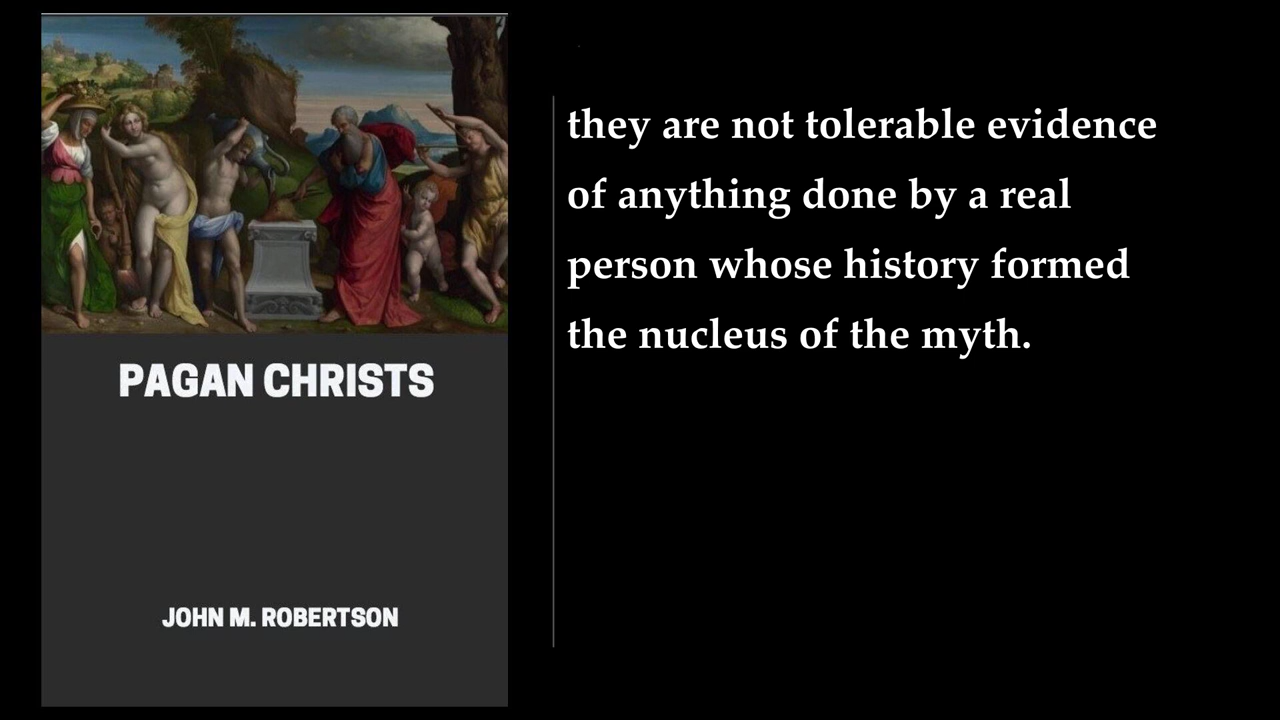 PAGAN CHRISTS
JOHN M. ROBERTSON
they are not tolerable evidence
of anything done by a real
person whose history formed
the nucleus of the myth.